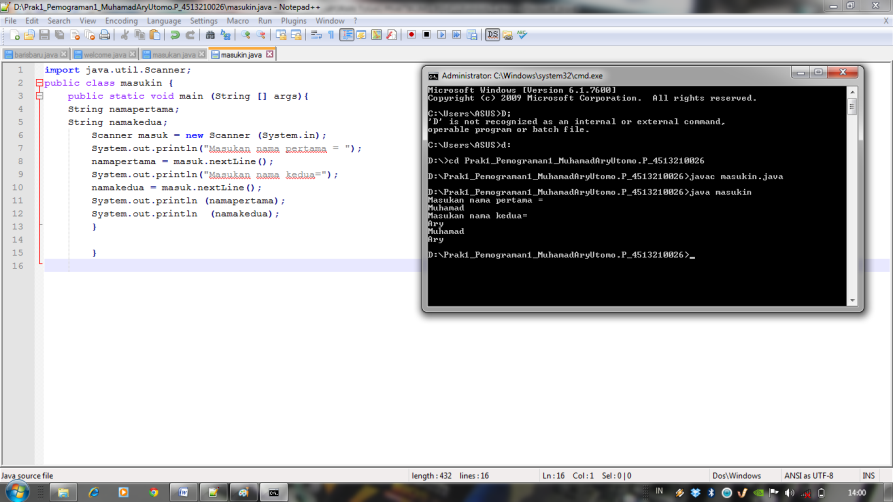 D:\Prak1_Pemograman1_MuhamadAryUtomo.P_4513210026\masukin.java - Notepad++
File Edit Search View Encoding Language Settings Macro Run Plugins Window ? X
barisbaru.java welcome.java masukan.java masukin.java
1 import java.util.Scanner;
2 public class masukin {
3 public static void main (String [] args){
4 String namapertama;
5 String namakedua;
6 Scanner masuk = new Scanner (System.in);
7 System.out.println("Masukan nama pertama = ");
8 namapertama = masuk.nextLine();
9 System.out.println("Masukan nama kedua=");
10 namakedua = masuk.nextLine();
11 System.out.println (namapertama);
12 System.out.println (namakedua);
13 }
14
15 }
16
Administrator: C:\Windows\system32\cmd.exe
Microsoft Windows [Version 6.1.7600]
Copyright (c) 2009 Microsoft Corporation. All rights reserved.
C:\Users\ASUS>D;
'D' is not recognized as an internal or external command,
operable program or batch file.
C:\Users\ASUS>d:
D:\>cd Prak1_Pemograman1_MuhamadAryUtomo.P_4513210026
D:\Prak1_Pemograman1_MuhamadAryUtomo.P_4513210026>javac masukin.java
D:\Prak1_Pemograman1_MuhamadAryUtomo.P_4513210026>java masukin
Masukan nama pertama =
Muhamad
Masukan nama kedua=
Ary
Muhamad
Ary
D:\Prak1_Pemograman1_MuhamadAryUtomo.P_4513210026>_
Java source file length : 432 lines : 16 Ln : 16 Col : 1 Sel : 0 | 0 Dos\Windows ANSI as UTF-8 INS
IN 14:00